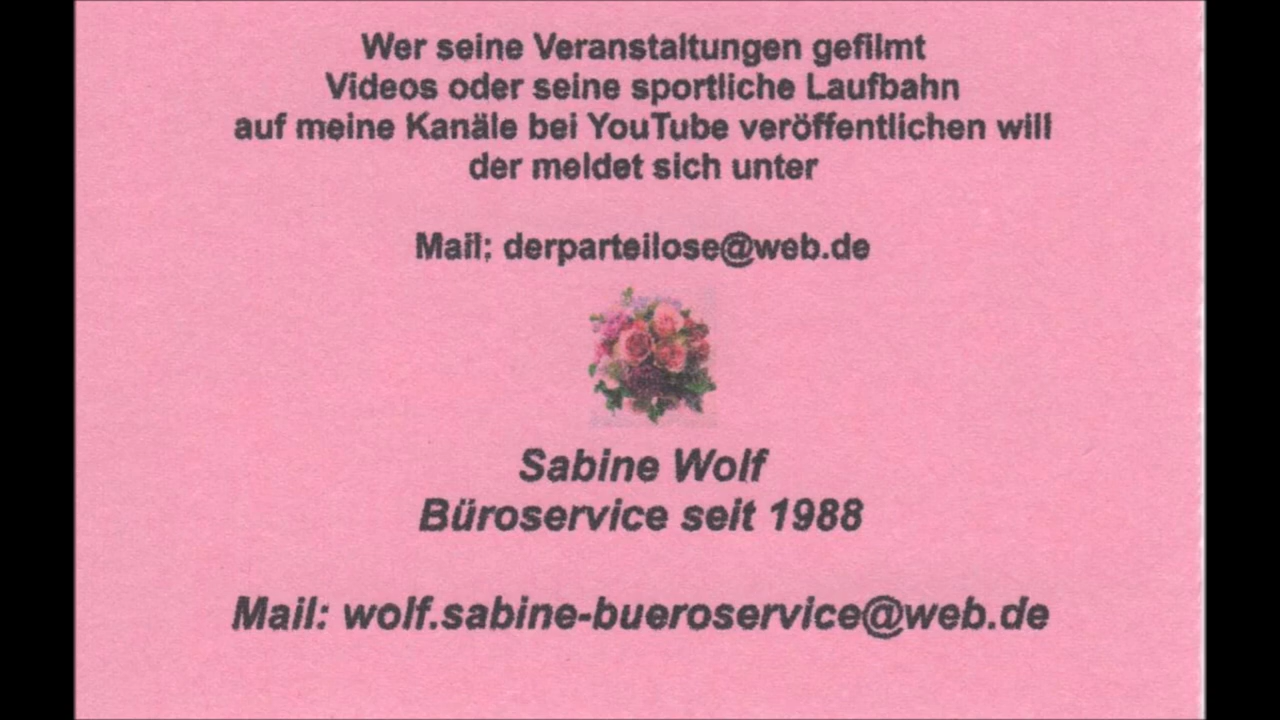 Wer seine Veranstaltungen gefilmt
Videos oder seine sportliche Laufbahn
auf meine Kanäle bei YouTube veröffentlichen will
der meldet sich unter
Mail: derparteilose@web.de
Sabine Wolf
Büroservice seit 1988
Mail: wolf.sabine-bueroservice@web.de